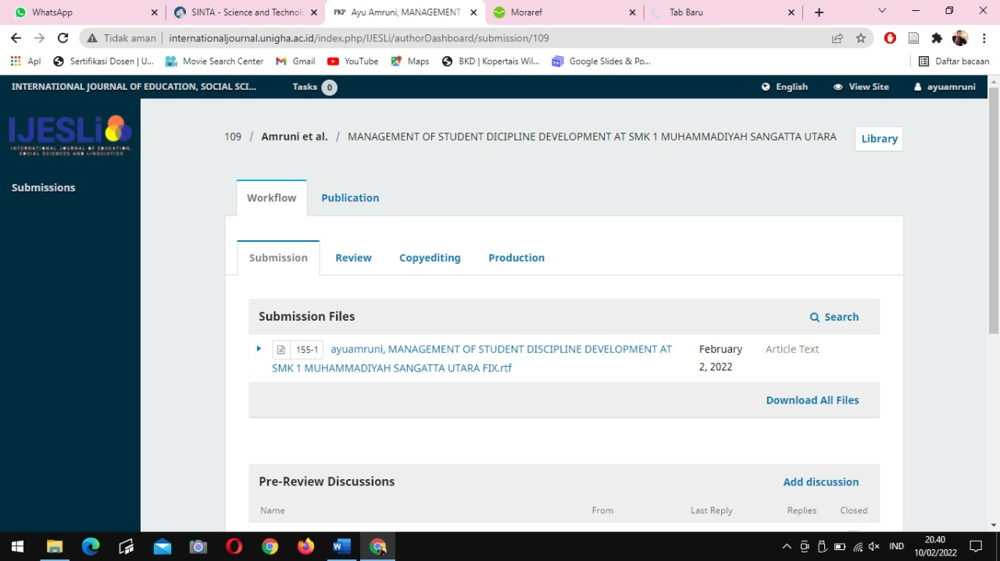 WhatsApp
SINTA - Science and Technolo
PKP Ayu Amruni, MANAGEMENT
Moraref
Tab Baru
Tidak aman internationaljournal.unigha.ac.id/index.php/IJESLi/authorDashboard/submission/109
Apl Sertifikasi Dosen | U... Movie Search Center Gmail YouTube Maps BKD | Kopertais Wil... Google Slides & Po... Daftar bacaan
INTERNATIONAL JOURNAL OF EDUCATION, SOCIAL SCI... Tasks 0 English View Site ayuamruni
IJESLi
INTERNATIONAL JOURNAL OF EDUCATION,
SOCIAL SCIENCES AND LINGUISTICS
Submissions
109 / Amruni et al. / MANAGEMENT OF STUDENT DICIPLINE DEVELOPMENT AT SMK 1 MUHAMMADIYAH SANGATTA UTARA
Library
Workflow Publication
Submission Review Copyediting Production
Submission Files Search
155-1 ayuamruni, MANAGEMENT OF STUDENT DISCIPLINE DEVELOPMENT AT
SMK 1 MUHAMMADIYAH SANGATTA UTARA FIX.rtf
February
2, 2022
Article Text
Download All Files
Pre-Review Discussions Add discussion
Name From Last Reply Replies Closed
W
IND
20.40
10/02/2022